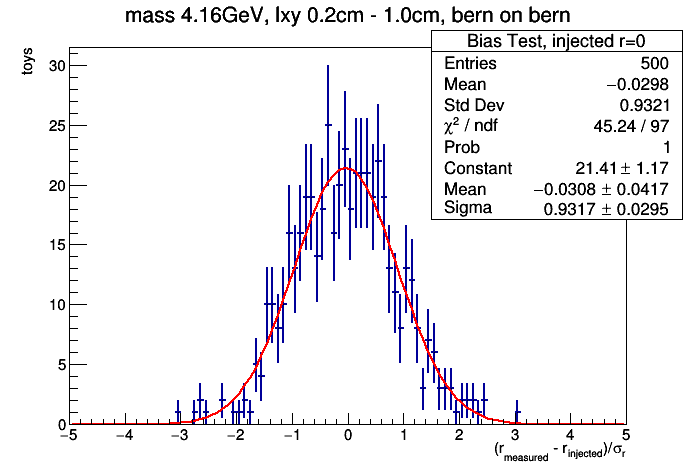 mass 4.16GeV, lxy 0.2cm - 1.0cm, bern on bern
Bias Test, injected r=0
Entries 500
Mean −0.0298
Std Dev 0.9321
χ² / ndf 45.24 / 97
Prob 1
Constant 21.41 ± 1.17
Mean −0.0308 ± 0.0417
Sigma 0.9317 ± 0.0295
toys
30
25
20
15
10
5
0
−5 −4 −3 −2 −1 0 1 2 3 4 5
(r_measured - r_injected)/σ_r